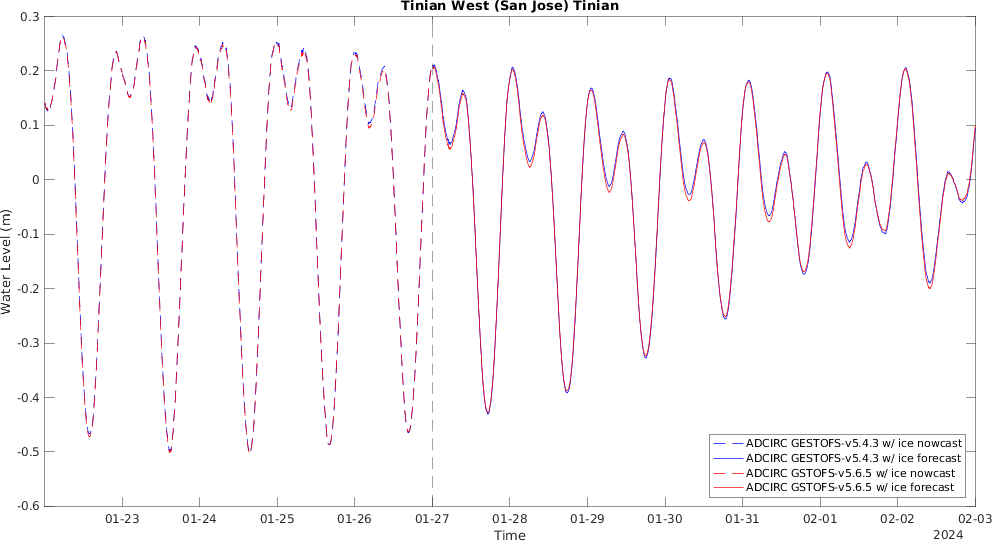 Tinian West (San Jose) Tinian
0.3
0.2
0.1
0
-0.1
-0.2
-0.3
-0.4
-0.5
-0.6
Water Level (m)
ADCIRC GESTOFS-v5.4.3 w/ ice nowcast
ADCIRC GESTOFS-v5.4.3 w/ ice forecast
ADCIRC GSTOFS-v5.6.5 w/ ice nowcast
ADCIRC GSTOFS-v5.6.5 w/ ice forecast
01-23 01-24 01-25 01-26 01-27 01-28 01-29 01-30 01-31 02-01 02-02 02-03
Time
2024